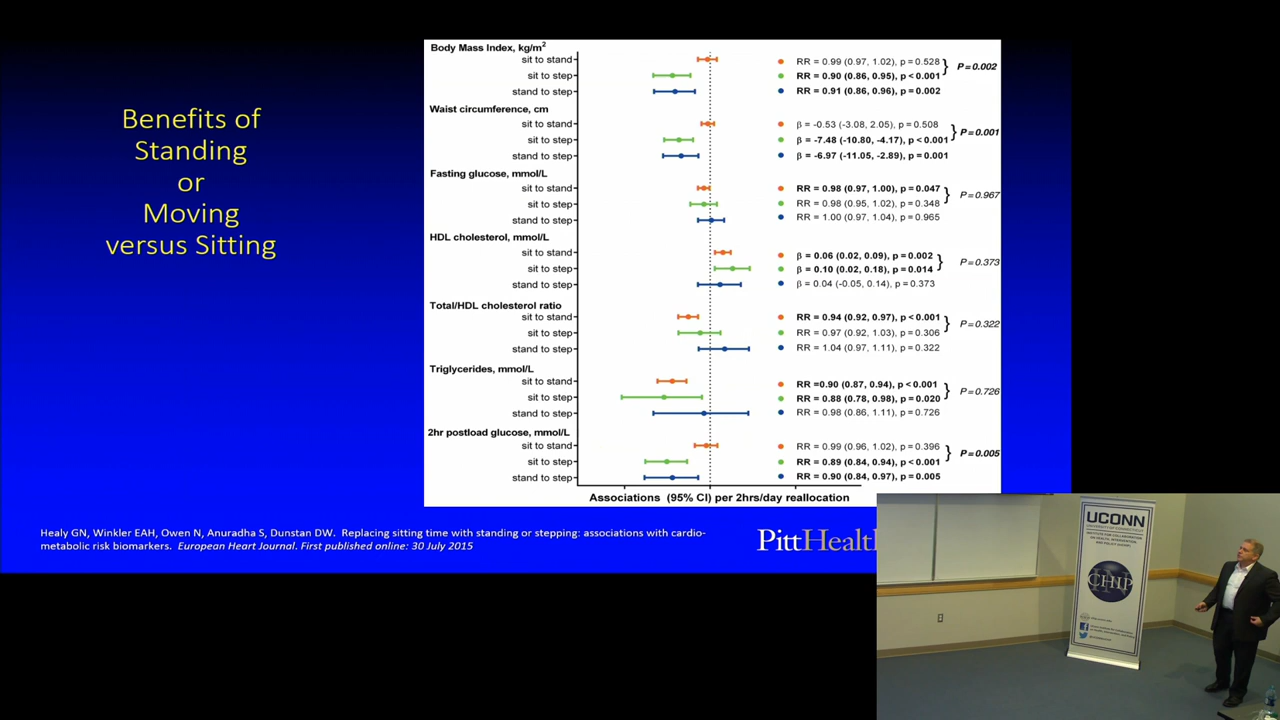 Benefits of
Standing
or
Moving
versus Sitting
Body Mass Index, kg/m²
sit to stand
RR = 0.99 (0.97, 1.02), p = 0.528
sit to step
RR = 0.90 (0.86, 0.95), p < 0.001
stand to step
RR = 0.91 (0.86, 0.96), p = 0.002
} P = 0.002
Waist circumference, cm
sit to stand
β = -0.53 (-3.08, 2.05), p = 0.508
sit to step
β = -7.48 (-10.80, -4.17), p < 0.001
stand to step
β = -6.97 (-11.05, -2.89), p = 0.001
} P = 0.001
Fasting glucose, mmol/L
sit to stand
RR = 0.98 (0.97, 1.00), p = 0.047
sit to step
RR = 0.98 (0.95, 1.02), p = 0.348
stand to step
RR = 1.00 (0.97, 1.04), p = 0.965
} P = 0.967
HDL cholesterol, mmol/L
sit to stand
β = 0.06 (0.02, 0.09), p = 0.002
sit to step
β = 0.10 (0.02, 0.18), p = 0.014
stand to step
β = 0.04 (-0.05, 0.14), p = 0.373
} P = 0.373
Total/HDL cholesterol ratio
sit to stand
RR = 0.94 (0.92, 0.97), p < 0.001
sit to step
RR = 0.97 (0.92, 1.03), p = 0.306
stand to step
RR = 1.04 (0.97, 1.11), p = 0.322
} P = 0.322
Triglycerides, mmol/L
sit to stand
RR =0.90 (0.87, 0.94), p < 0.001
sit to step
RR = 0.88 (0.78, 0.98), p = 0.020
stand to step
RR = 0.98 (0.86, 1.11), p = 0.726
} P = 0.726
2hr postload glucose, mmol/L
sit to stand
RR = 0.99 (0.96, 1.02), p = 0.396
sit to step
RR = 0.89 (0.84, 0.94), p < 0.001
stand to step
RR = 0.90 (0.84, 0.97), p = 0.005
} P = 0.005
Associations (95% CI) per 2hrs/day reallocation
Healy GN, Winkler EAH, Owen N, Anuradha S, Dunstan DW. Replacing sitting time with standing or stepping: associations with cardio-
metabolic risk biomarkers. European Heart Journal. First published online: 30 July 2015
PittHealth
UCONN
UNIVERSITY OF CONNECTICUT
INSTITUTE FOR COLLABORATION
ON HEALTH, INTERVENTION,
AND POLICY
CHIP